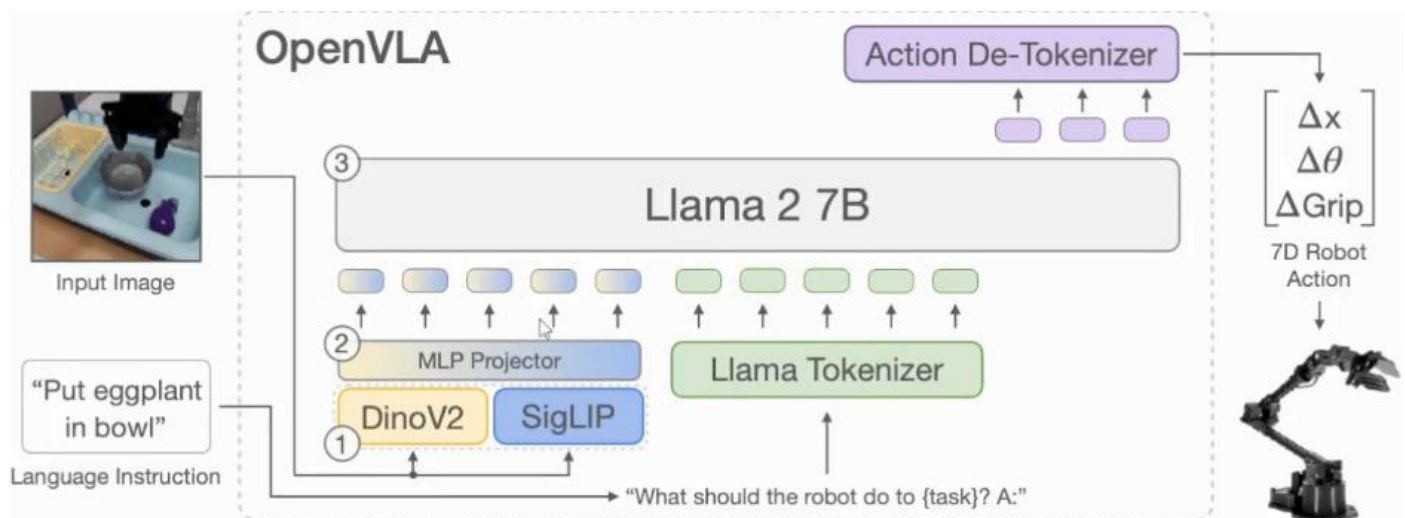 OpenVLA
Action De-Tokenizer
Δx
Δθ
ΔGrip
7D Robot
Action
3
Llama 2 7B
Input Image
2
MLP Projector
Llama Tokenizer
1
DinoV2
SigLIP
“Put eggplant
in bowl”
Language Instruction
“What should the robot do to {task}? A:”